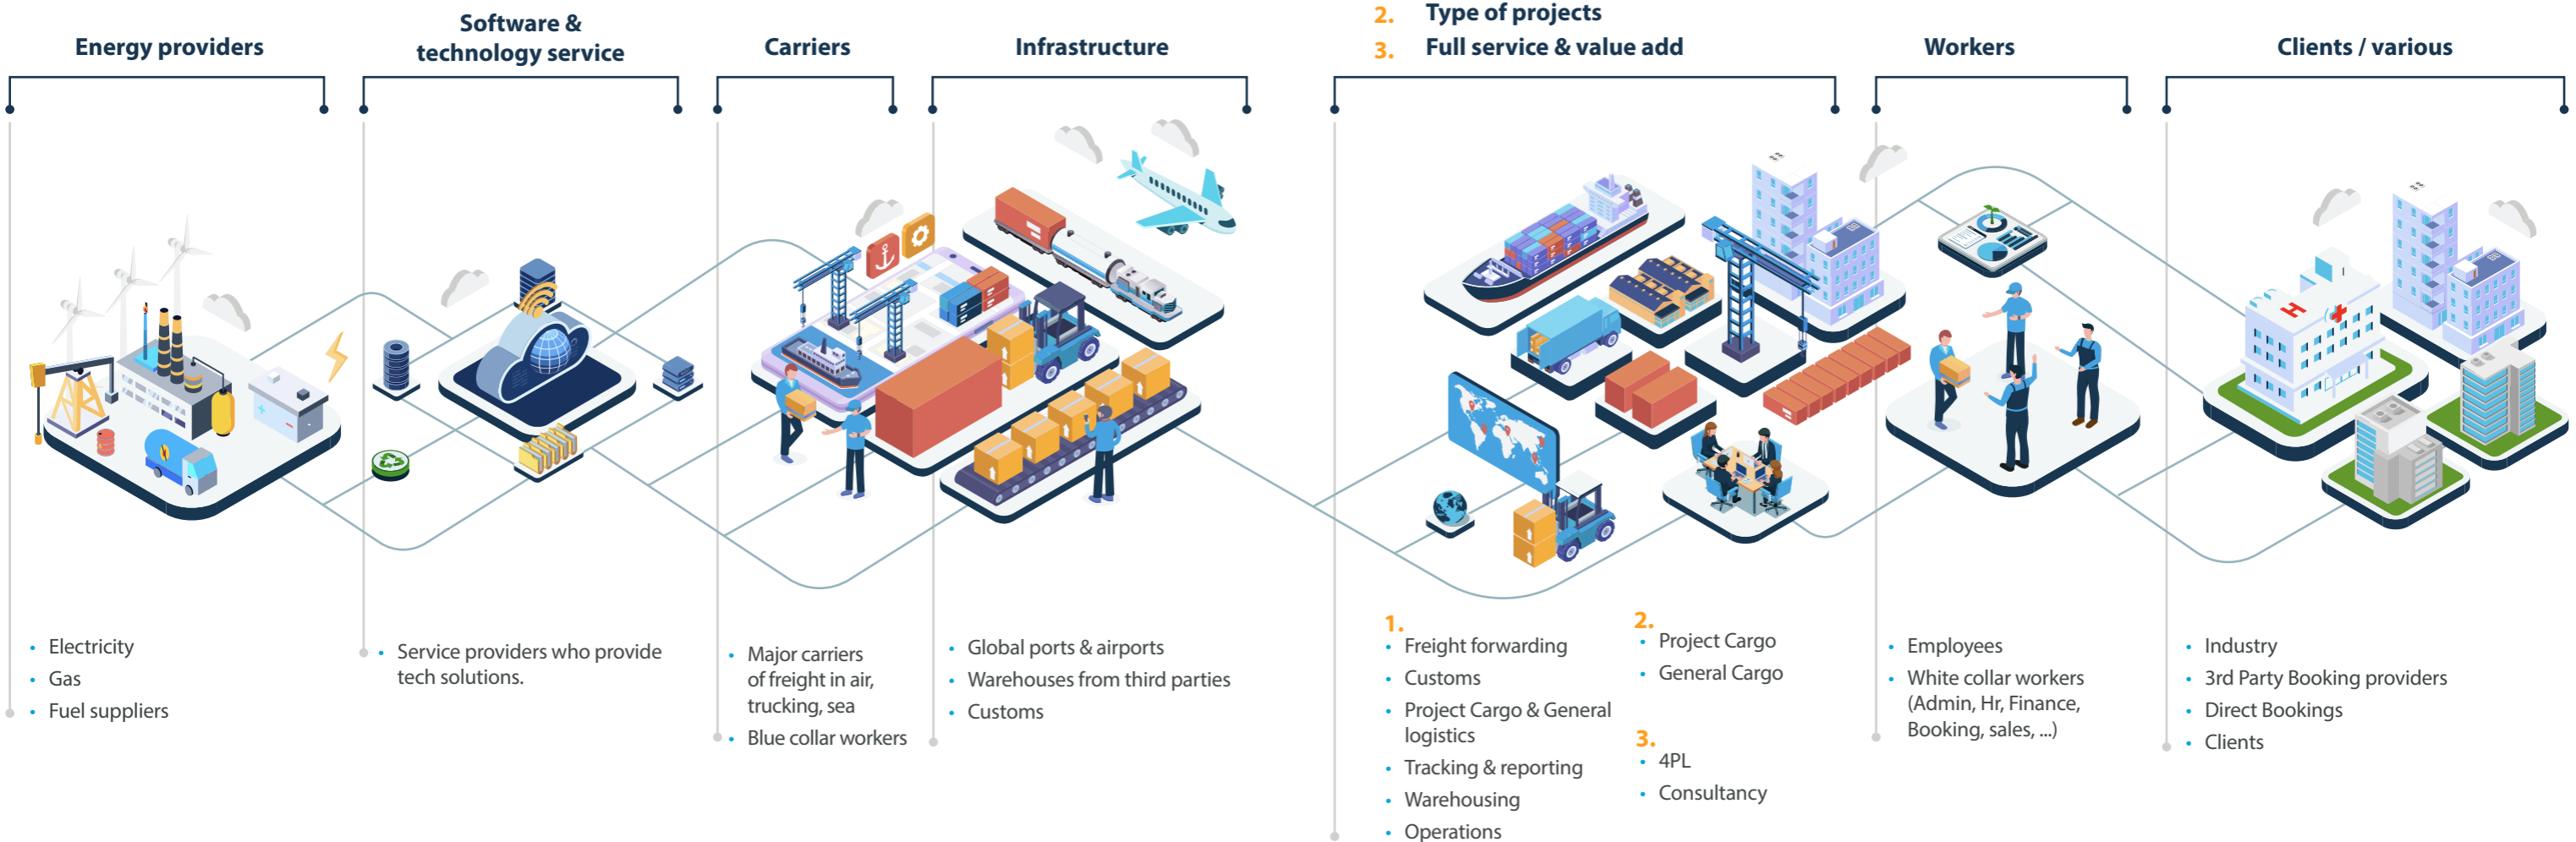 Energy providers
Software &
technology service
Carriers
Infrastructure
2. Type of projects
3. Full service & value add
Workers
Clients / various
• Electricity
• Gas
• Fuel suppliers
• Service providers who provide
tech solutions.
• Major carriers
of freight in air,
trucking, sea
• Blue collar workers
• Global ports & airports
• Warehouses from third parties
• Customs
1.
• Freight forwarding
• Customs
• Project Cargo & General
logistics
• Tracking & reporting
• Warehousing
• Operations
2.
• Project Cargo
• General Cargo
3.
• 4PL
• Consultancy
• Employees
• White collar workers
(Admin, Hr, Finance,
Booking, sales, ...)
• Industry
• 3rd Party Booking providers
• Direct Bookings
• Clients
H